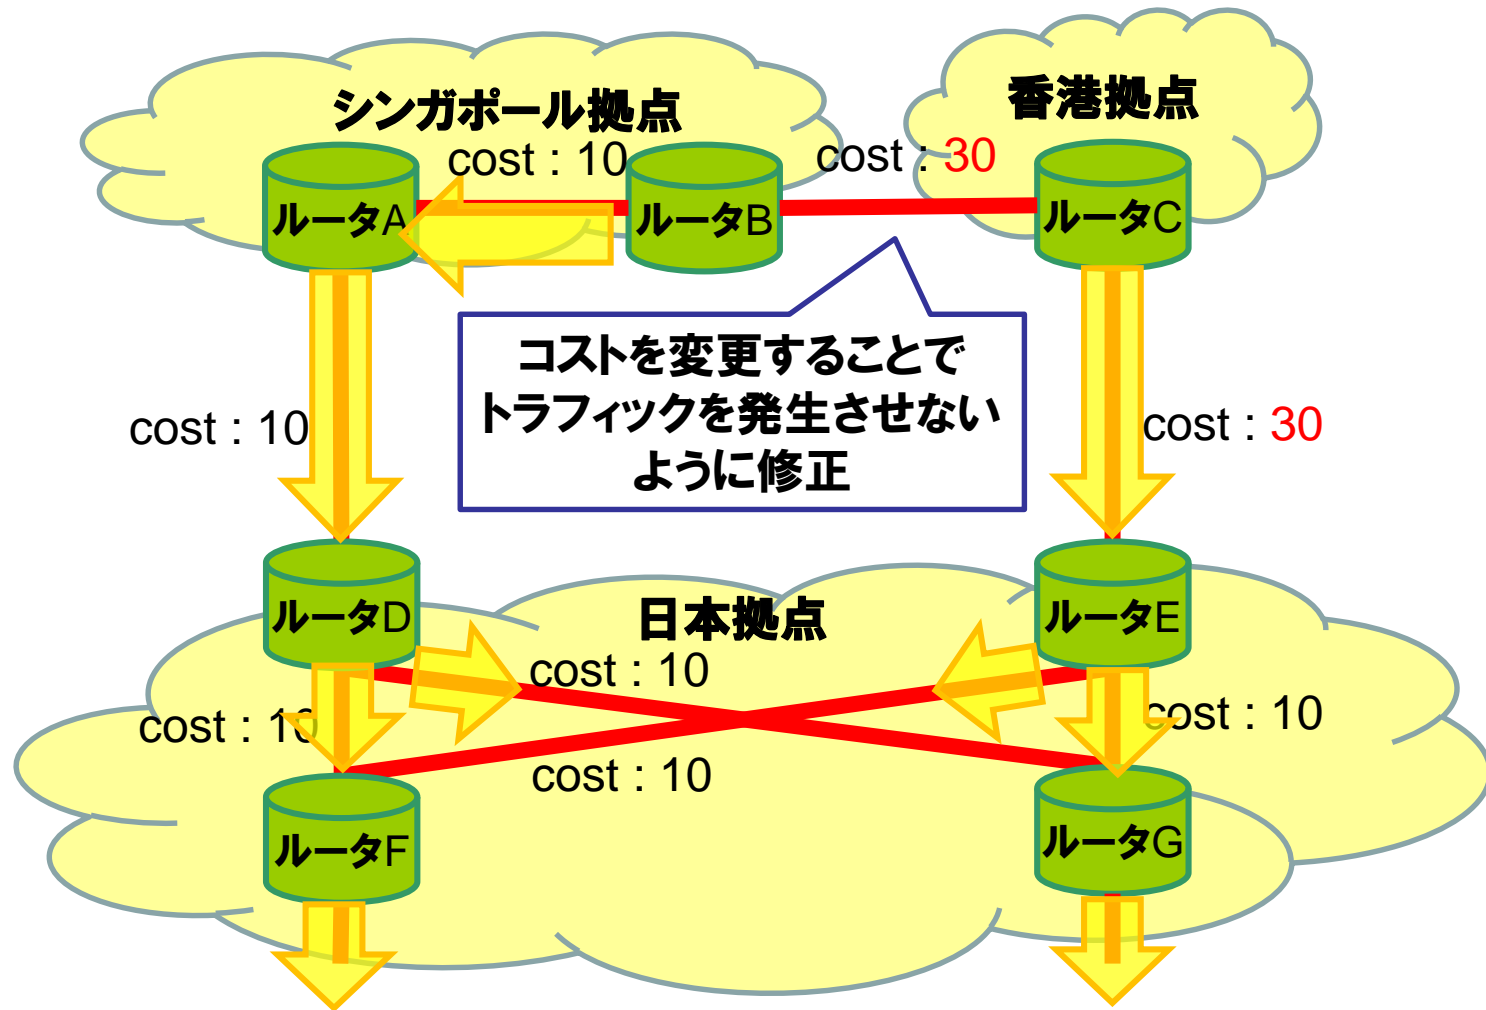 シンガポール拠点
香港拠点
cost : 10
cost : 30
ルータA
ルータB
ルータC
コストを変更することで
トラフィックを発生させない
ように修正
cost : 10
cost : 30
日本拠点
ルータD
ルータE
cost : 10
cost : 10
cost : 10
cost : 10
ルータF
ルータG